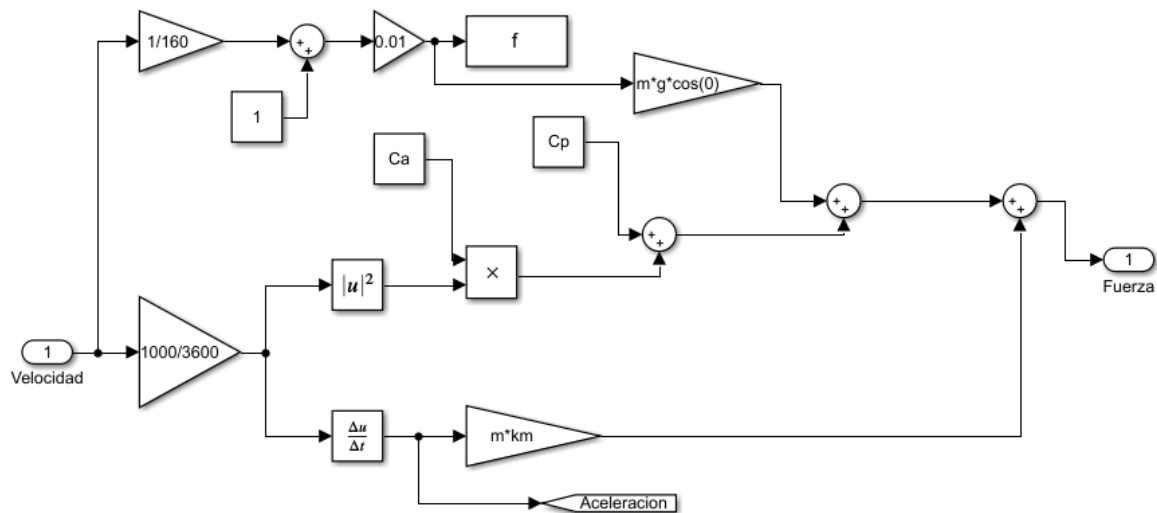 1/160
+
+
0.01
f
m*g*cos(0)
1
Ca
Cp
+
+
+
+
+
+
|u|²
×
1
Fuerza
1
Velocidad
1000/3600
Δu
Δt
m*km
Aceleracion